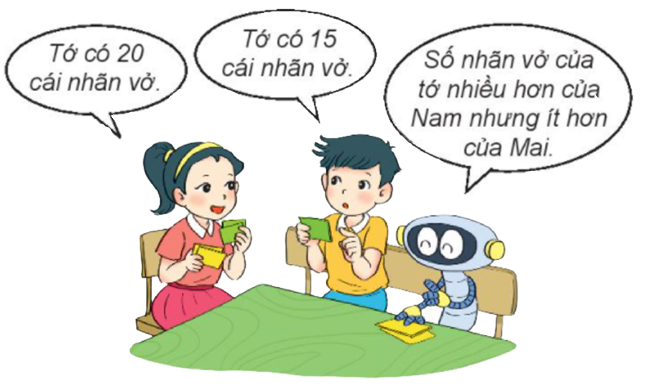 Tớ có 20
cái nhãn vở.
Tớ có 15
cái nhãn vở.
Số nhãn vở của
tớ nhiều hơn của
Nam nhưng ít hơn
của Mai.